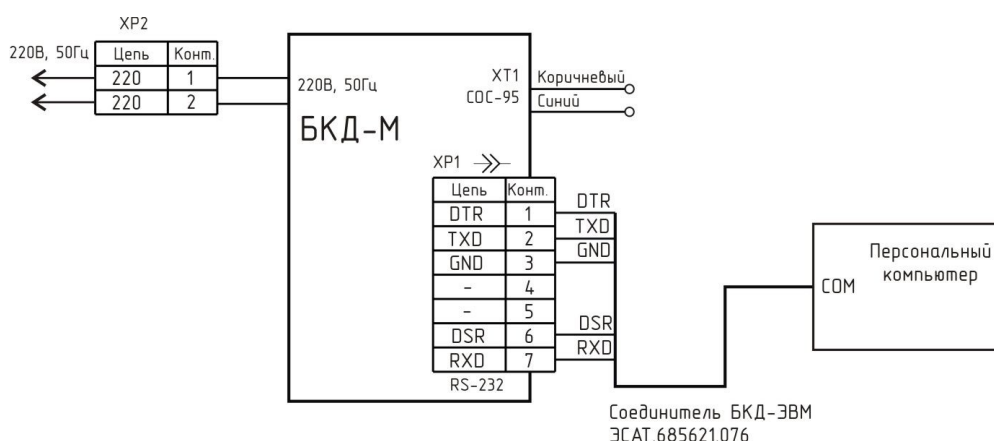 XP2
220В, 50Гц
Цепь Конт.
220 1
220 2
220В, 50Гц
БКД-М
XT1
СОС-95
Коричневый
Синий
XP1
Цепь Конт.
DTR 1
TXD 2
GND 3
- 4
- 5
DSR 6
RXD 7
RS-232
DTR
TXD
GND
DSR
RXD
COM
Персональный
компьютер
Соединитель БКД-ЭВМ
ЭСАТ.685621.076